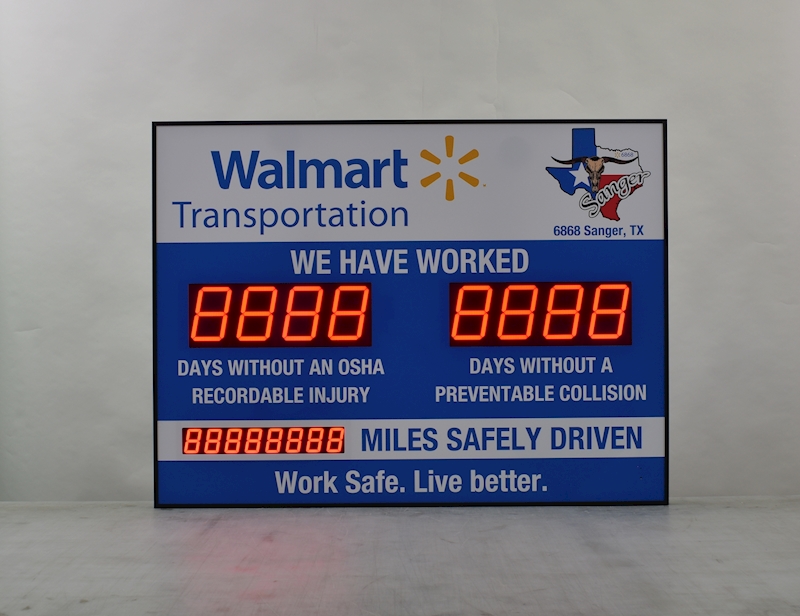 Walmart
Transportation
6868
Sanger
6868 Sanger, TX
WE HAVE WORKED
8888 8888
DAYS WITHOUT AN OSHA
RECORDABLE INJURY
DAYS WITHOUT A
PREVENTABLE COLLISION
88888888 MILES SAFELY DRIVEN
Work Safe. Live better.